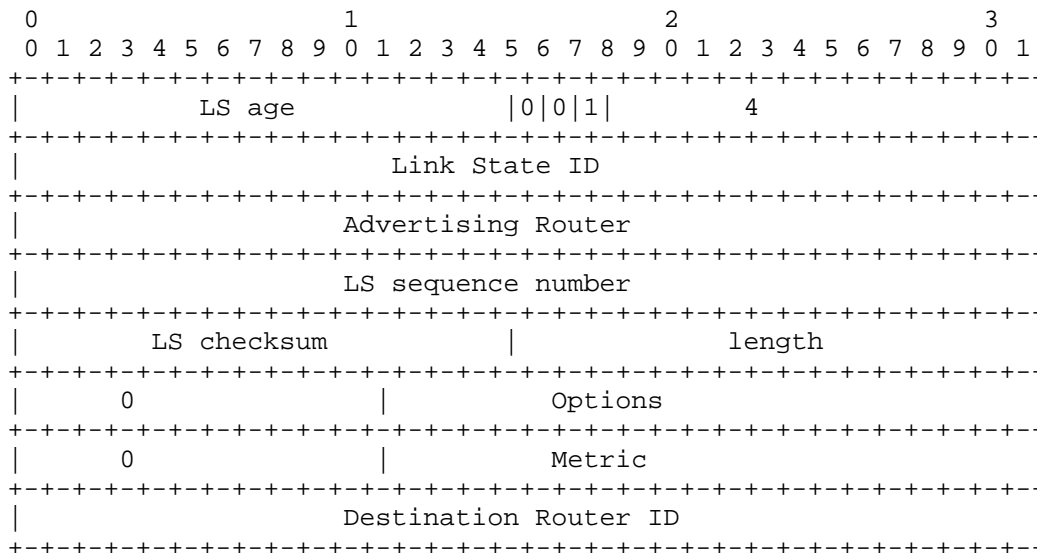 0                   1                   2                   3
0 1 2 3 4 5 6 7 8 9 0 1 2 3 4 5 6 7 8 9 0 1 2 3 4 5 6 7 8 9 0 1
+-+-+-+-+-+-+-+-+-+-+-+-+-+-+-+-+-+-+-+-+-+-+-+-+-+-+-+-+-+-+-+-
|           LS age             |0|0|1|         4
+-+-+-+-+-+-+-+-+-+-+-+-+-+-+-+-+-+-+-+-+-+-+-+-+-+-+-+-+-+-+-+-
|                       Link State ID
+-+-+-+-+-+-+-+-+-+-+-+-+-+-+-+-+-+-+-+-+-+-+-+-+-+-+-+-+-+-+-+-
|                    Advertising Router
+-+-+-+-+-+-+-+-+-+-+-+-+-+-+-+-+-+-+-+-+-+-+-+-+-+-+-+-+-+-+-+-
|                    LS sequence number
+-+-+-+-+-+-+-+-+-+-+-+-+-+-+-+-+-+-+-+-+-+-+-+-+-+-+-+-+-+-+-+-
|        LS checksum           |             length
+-+-+-+-+-+-+-+-+-+-+-+-+-+-+-+-+-+-+-+-+-+-+-+-+-+-+-+-+-+-+-+-
|      0               |          Options
+-+-+-+-+-+-+-+-+-+-+-+-+-+-+-+-+-+-+-+-+-+-+-+-+-+-+-+-+-+-+-+-
|      0               |          Metric
+-+-+-+-+-+-+-+-+-+-+-+-+-+-+-+-+-+-+-+-+-+-+-+-+-+-+-+-+-+-+-+-
|                    Destination Router ID
+-+-+-+-+-+-+-+-+-+-+-+-+-+-+-+-+-+-+-+-+-+-+-+-+-+-+-+-+-+-+-+-